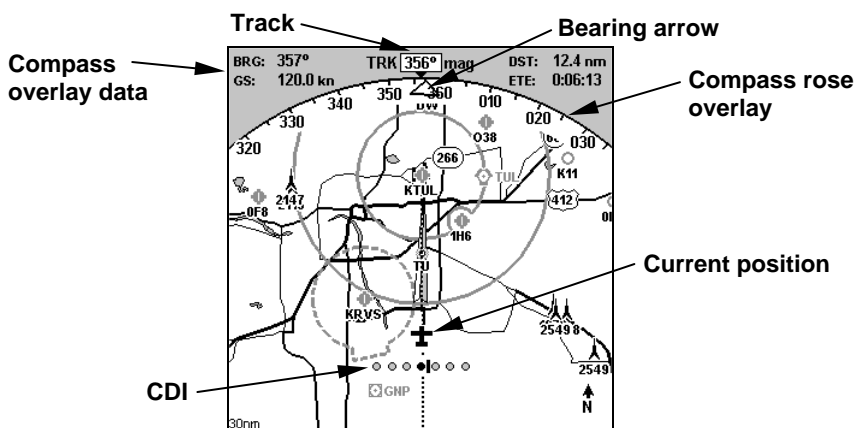 Track
Bearing arrow
Compass
overlay data
BRG: 357º
TRK 356º mag
DST: 12.4 nm
GS: 120.0 kn
ETE: 0:06:13
Compass rose
overlay
320
330
340
350
360
010
020
030
O38
266
K11
KTUL
TUL
2147
0F8
412
1H6
TU
Current position
KRVS
2549
2549
CDI
GNP
N
30nm